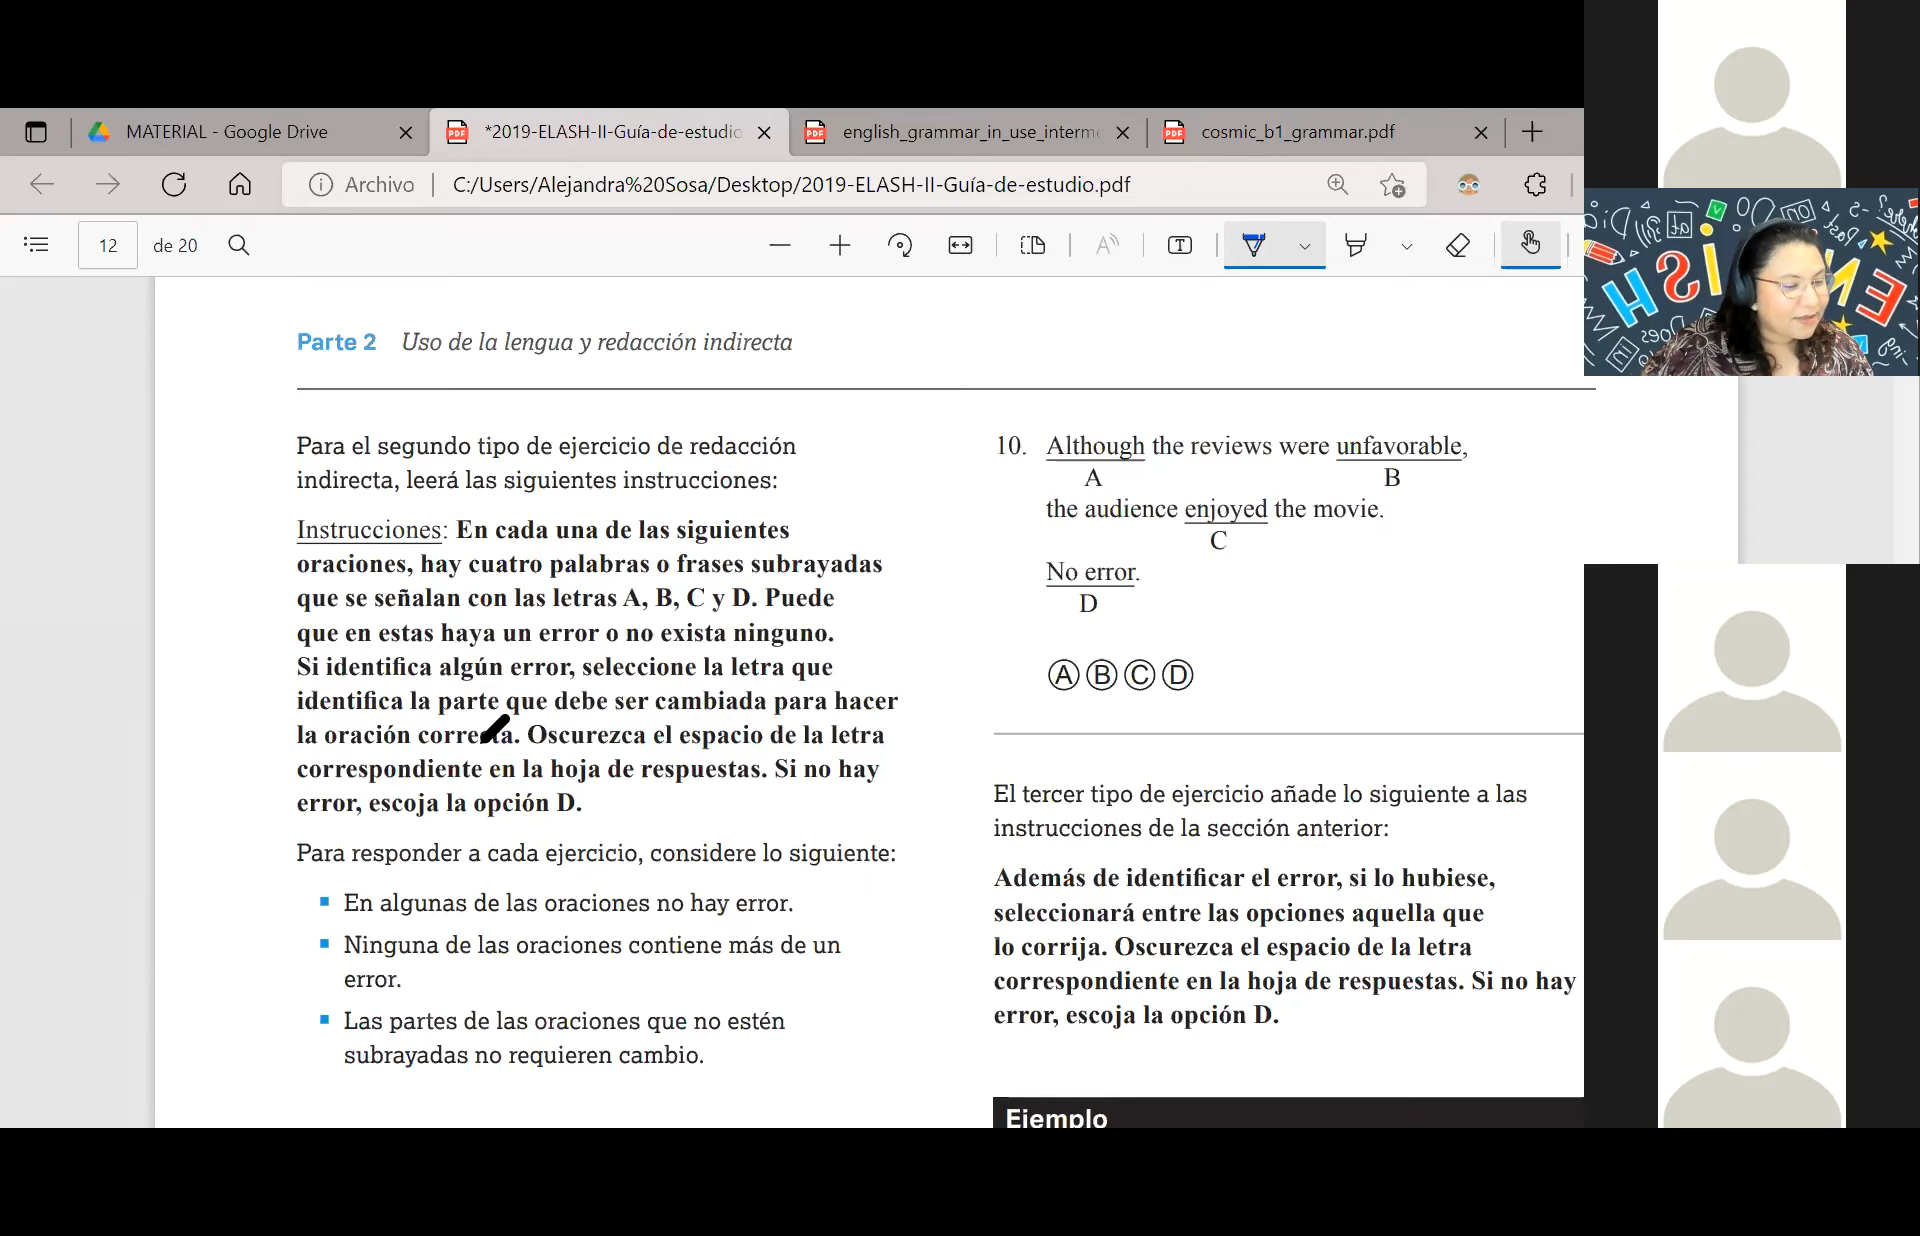 MATERIAL - Google Drive
*2019-ELASH-II-Guía-de-estudio
english_grammar_in_use_interme
cosmic_b1_grammar.pdf
Archivo
C:/Users/Alejandra%20Sosa/Desktop/2019-ELASH-II-Guía-de-estudio.pdf
12
de 20
ENGLISH
Parte 2 Uso de la lengua y redacción indirecta
Para el segundo tipo de ejercicio de redacción
indirecta, leerá las siguientes instrucciones:
Instrucciones: En cada una de las siguientes
oraciones, hay cuatro palabras o frases subrayadas
que se señalan con las letras A, B, C y D. Puede
que en estas haya un error o no exista ninguno.
Si identifica algún error, seleccione la letra que
identifica la parte que debe ser cambiada para hacer
la oración correcta. Oscurezca el espacio de la letra
correspondiente en la hoja de respuestas. Si no hay
error, escoja la opción D.
Para responder a cada ejercicio, considere lo siguiente:
En algunas de las oraciones no hay error.
Ninguna de las oraciones contiene más de un
error.
Las partes de las oraciones que no estén
subrayadas no requieren cambio.
10. Although the reviews were unfavorable,
A B
the audience enjoyed the movie.
C
No error.
D
A B C D
El tercer tipo de ejercicio añade lo siguiente a las
instrucciones de la sección anterior:
Además de identificar el error, si lo hubiese,
seleccionará entre las opciones aquella que
lo corrija. Oscurezca el espacio de la letra
correspondiente en la hoja de respuestas. Si no hay
error, escoja la opción D.
Ejemplo